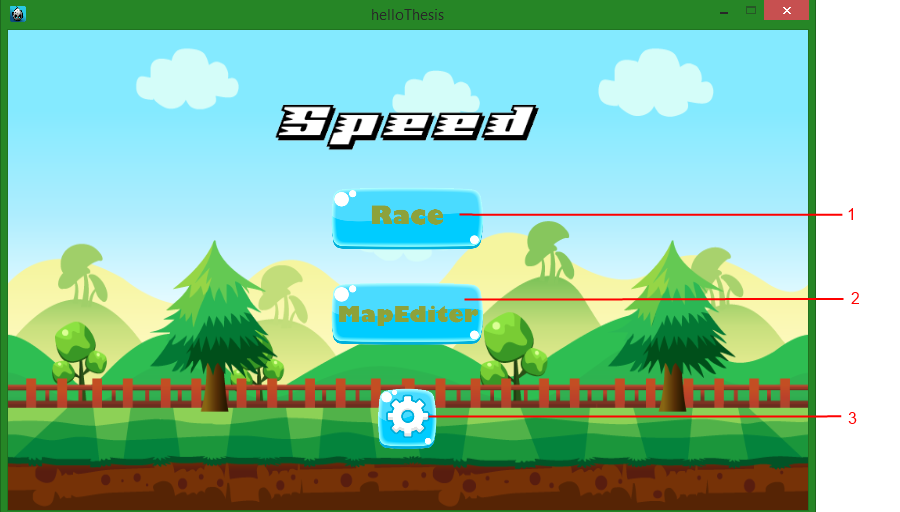 helloThesis
Speed
Race
1
MapEditer
2
3